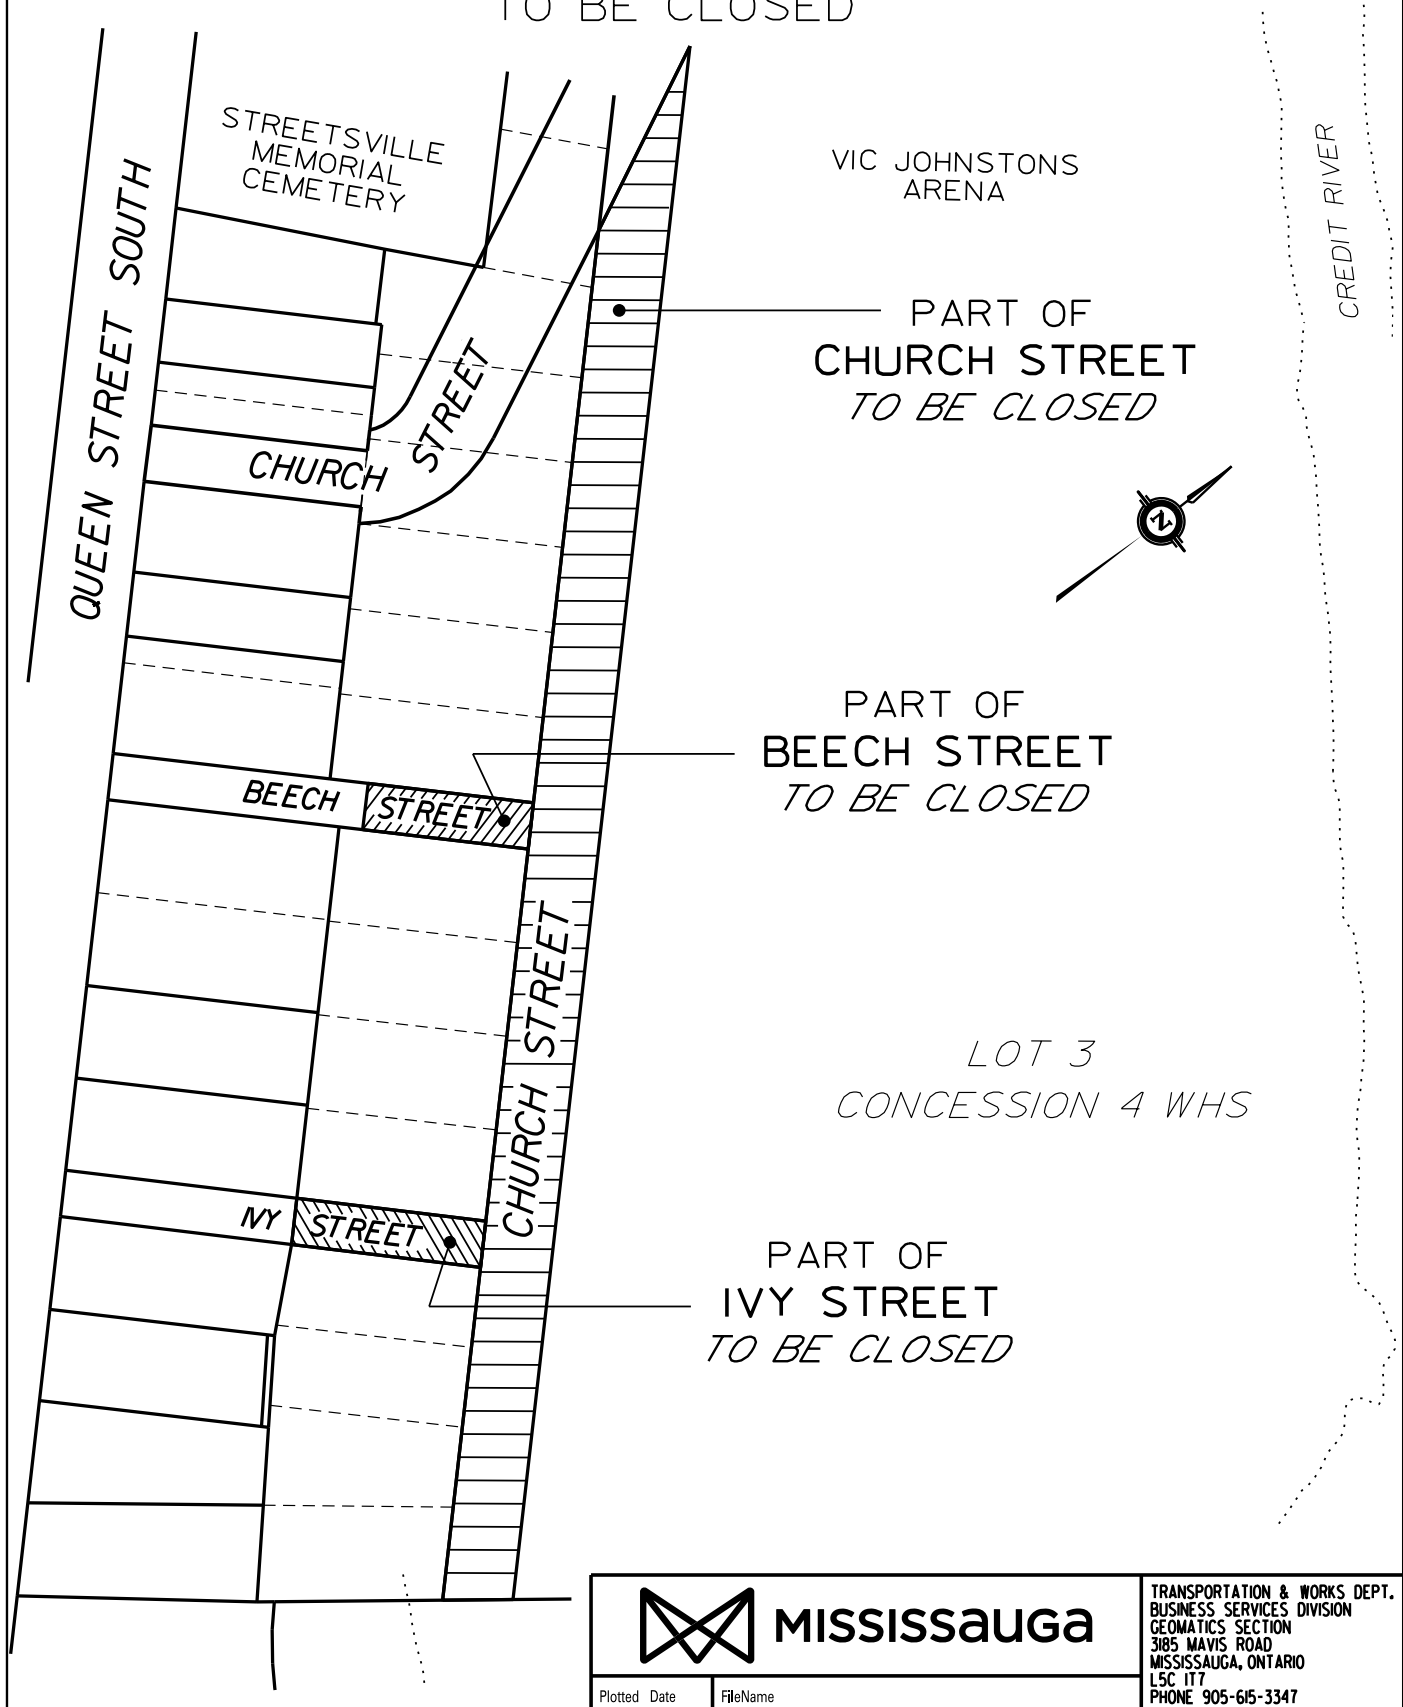 TO BE CLOSED
STREETSVILLE
MEMORIAL
CEMETERY
VIC JOHNSTONS
ARENA
CREDIT RIVER
QUEEN STREET SOUTH
PART OF
CHURCH STREET
TO BE CLOSED
CHURCH STREET
N
PART OF
BEECH STREET
TO BE CLOSED
BEECH STREET
CHURCH STREET
LOT 3
CONCESSION 4 WHS
IVY STREET
PART OF
IVY STREET
TO BE CLOSED
MISSISSauGa
TRANSPORTATION & WORKS DEPT.
BUSINESS SERVICES DIVISION
GEOMATICS SECTION
3185 MAVIS ROAD
MISSISSAUGA, ONTARIO
L5C 1T7
PHONE 905-615-3347
Plotted Date
FileName